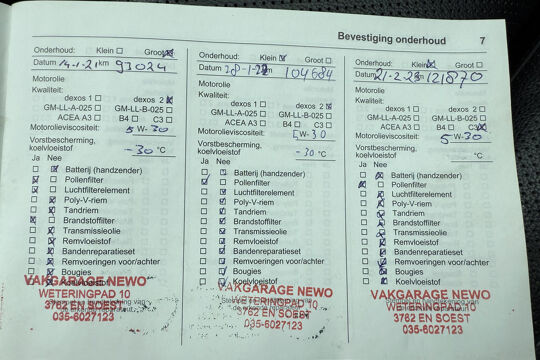 Bevestiging onderhoud 7
Onderhoud: Klein Groot
Datum 14-1-21 km 93024
Motorolie
Kwaliteit:
dexos 1 dexos 2
GM-LL-A-025 GM-LL-B-025
ACEA A3 B4 C3
Motorolieviscositeit: 5 W-30
Vorstbescherming,
koelvloeistof -30 °C
Ja Nee
Batterij (handzender)
Pollenfilter
Luchtfilterelement
Poly-V-riem
Tandriem
Brandstoffilter
Transmissieolie
Remvloeistof
Bandenreparatieset
Remvoeringen voor/achter
Bougies
Koelvloeistof
VAKGARAGE NEWO
WETERINGPAD 10
3762 EN SOEST
035-6027123
Onderhoud: Klein Groot
Datum km 104684
Motorolie
Kwaliteit:
dexos 1 dexos 2
GM-LL-A-025 GM-LL-B-025
ACEA A3 B4 C3
Motorolieviscositeit: 5 W-30
Vorstbescherming,
koelvloeistof -30 °C
Ja Nee
Batterij (handzender)
Pollenfilter
Luchtfilterelement
Poly-V-riem
Tandriem
Brandstoffilter
Transmissieolie
Remvloeistof
Bandenreparatieset
Remvoeringen voor/achter
Bougies
Koelvloeistof
VAKGARAGE NEWO
WETERINGPAD 10
3762 EN SOEST
035-6027123
Onderhoud: Klein Groot
Datum 21-2-23 km 121870
Motorolie
Kwaliteit:
dexos 1 dexos 2
GM-LL-A-025 GM-LL-B-025
ACEA A3 B4 C3
Motorolieviscositeit: 5 W-30
Vorstbescherming,
koelvloeistof °C
Ja Nee
Batterij (handzender)
Pollenfilter
Luchtfilterelement
Poly-V-riem
Tandriem
Brandstoffilter
Transmissieolie
Remvloeistof
Bandenreparatieset
Remvoeringen voor/achter
Bougies
Koelvloeistof
VAKGARAGE NEWO
WETERINGPAD 10
3762 EN SOEST
035-6027123